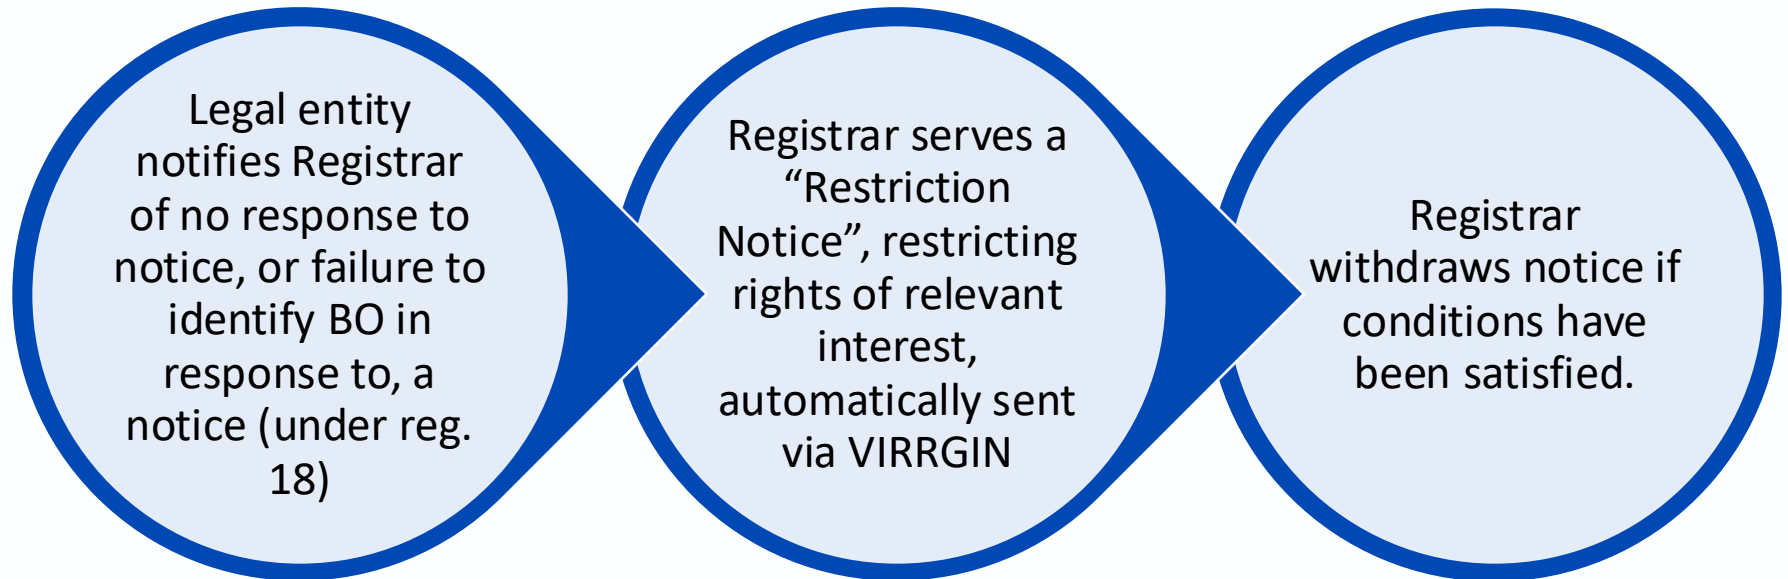 Legal entity
notifies Registrar
of no response to
notice, or failure to
identify BO in
response to, a
notice (under reg.
18)
Registrar serves a
“Restriction
Notice”, restricting
rights of relevant
interest,
automatically sent
via VIRRGIN
Registrar
withdraws notice if
conditions have
been satisfied.